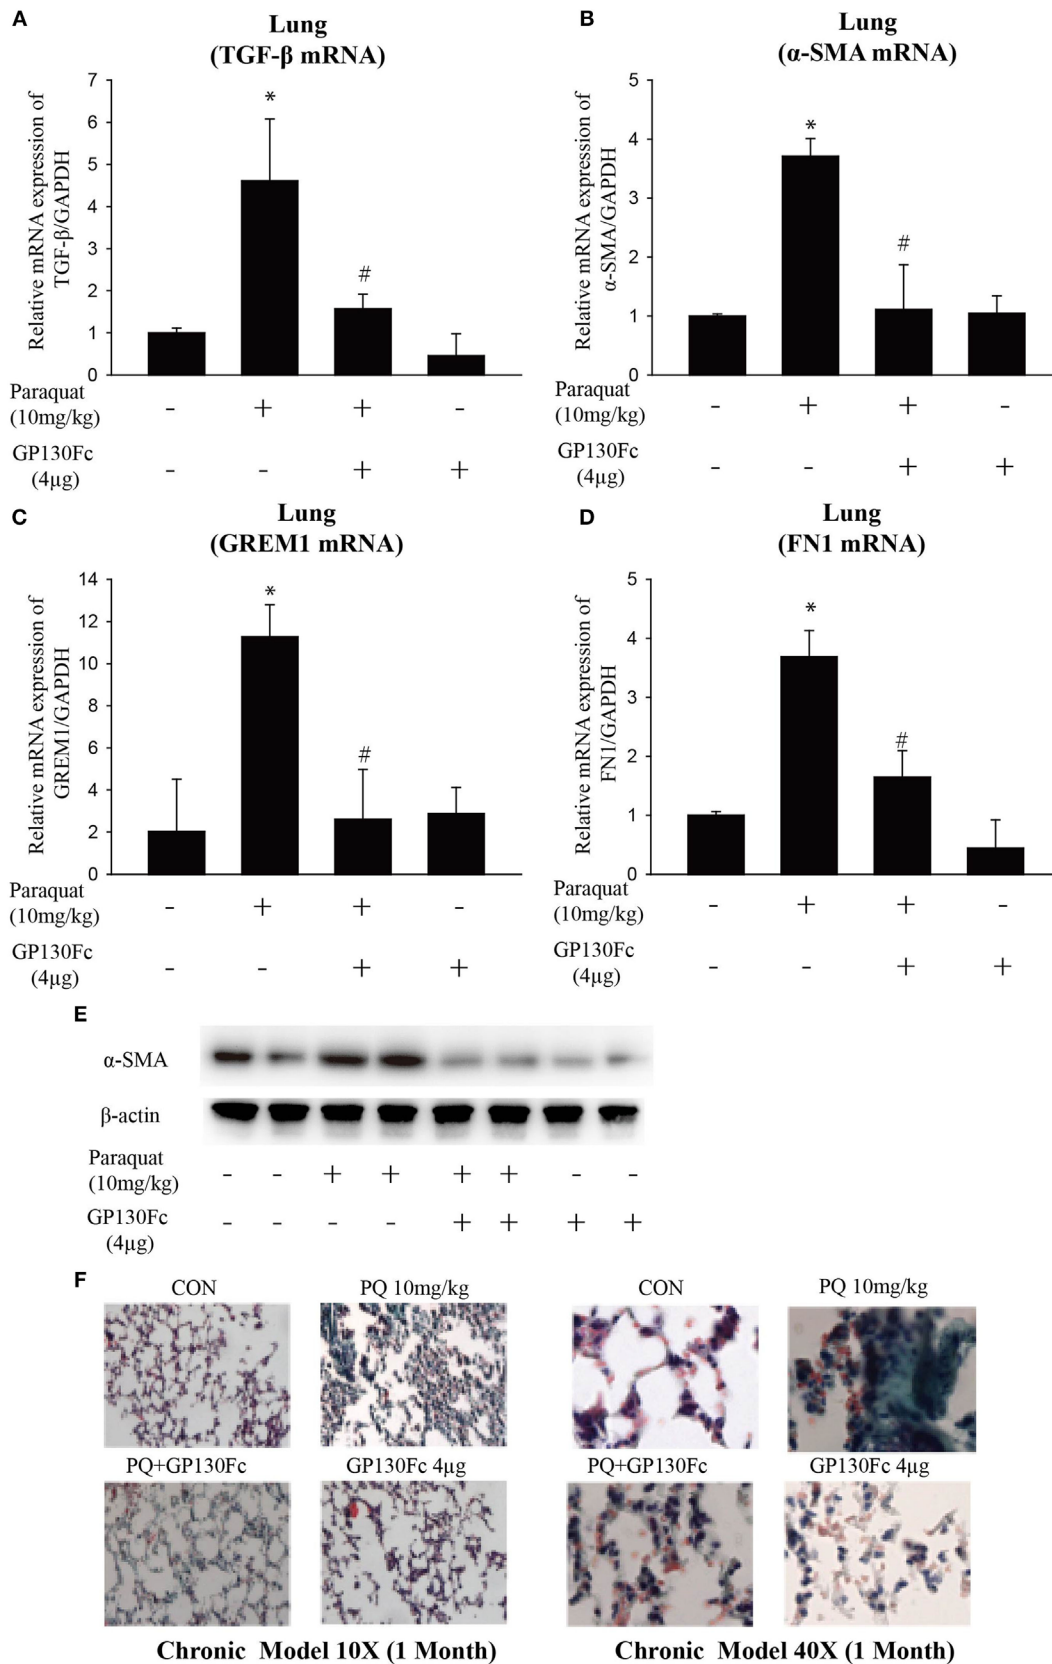 A
Lung
(TGF-β mRNA)
Relative mRNA expression of
TGF-β/GAPDH
7
6
5
4
3
2
1
0
*
#
Paraquat
(10mg/kg)
- + + -
GP130Fc
(4μg)
- - + +
B
Lung
(α-SMA mRNA)
Relative mRNA expression of
α-SMA/GAPDH
5
4
3
2
1
0
*
#
Paraquat
(10mg/kg)
- + + -
GP130Fc
(4μg)
- - + +
C
Lung
(GREM1 mRNA)
Relative mRNA expression of
GREM1/GAPDH
14
12
10
8
6
4
2
0
*
#
Paraquat
(10mg/kg)
- + + -
GP130Fc
(4μg)
- - + +
D
Lung
(FN1 mRNA)
Relative mRNA expression of
FN1/GAPDH
5
4
3
2
1
0
*
#
Paraquat
(10mg/kg)
- + + -
GP130Fc
(4μg)
- - + +
E
α-SMA
β-actin
Paraquat
(10mg/kg)
- - + + + + - -
GP130Fc
(4μg)
- - - - + + + +
F
CON
PQ 10mg/kg
CON
PQ 10mg/kg
PQ+GP130Fc
GP130Fc 4μg
PQ+GP130Fc
GP130Fc 4μg
Chronic Model 10X (1 Month)
Chronic Model 40X (1 Month)